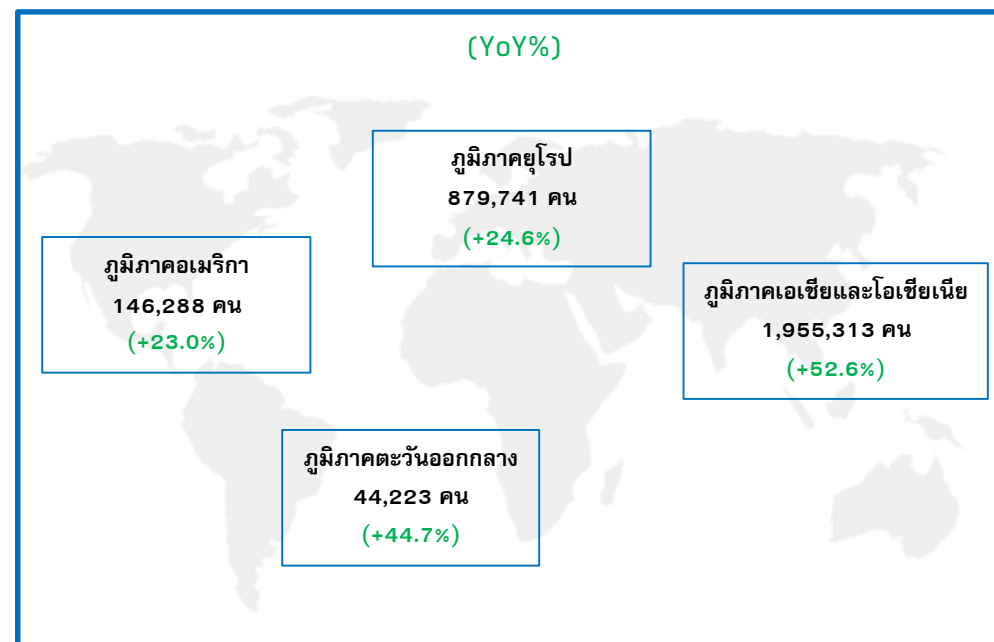 (YoY%)
ภูมิภาคยุโรป
879,741 คน
(+24.6%)
ภูมิภาคอเมริกา
146,288 คน
(+23.0%)
ภูมิภาคเอเชียและโอเชียเนีย
1,955,313 คน
(+52.6%)
ภูมิภาคตะวันออกกลาง
44,223 คน
(+44.7%)